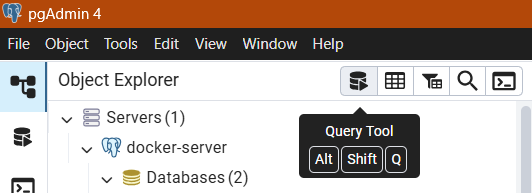 pgAdmin 4
File Object Tools Edit View Window Help
Object Explorer
Servers (1)
Query Tool
docker-server
Alt Shift Q
Databases (2)